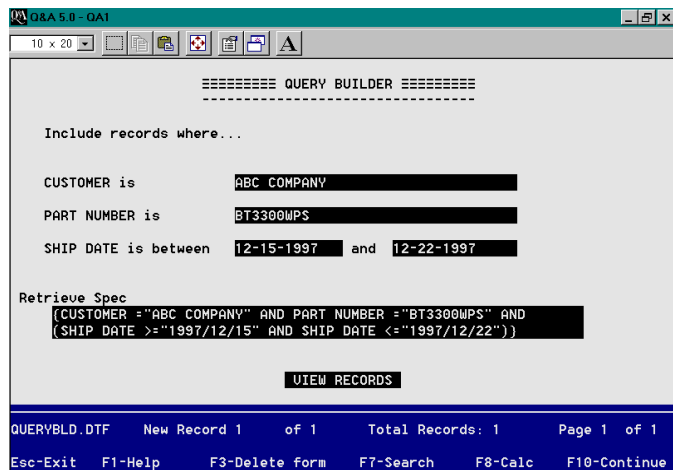 Q&A 5.0 - QA1
10 x 20
A
≡≡≡≡≡≡≡≡≡ QUERY BUILDER ≡≡≡≡≡≡≡≡≡
---------------------------------
Include records where...
CUSTOMER is ABC COMPANY
PART NUMBER is BT3300WPS
SHIP DATE is between 12-15-1997 and 12-22-1997
Retrieve Spec
{CUSTOMER ="ABC COMPANY" AND PART NUMBER ="BT3300WPS" AND
(SHIP DATE >="1997/12/15" AND SHIP DATE <="1997/12/22")}
VIEW RECORDS
QUERYBLD.DTF New Record 1 of 1 Total Records: 1 Page 1 of 1
Esc-Exit F1-Help F3-Delete form F7-Search F8-Calc F10-Continue